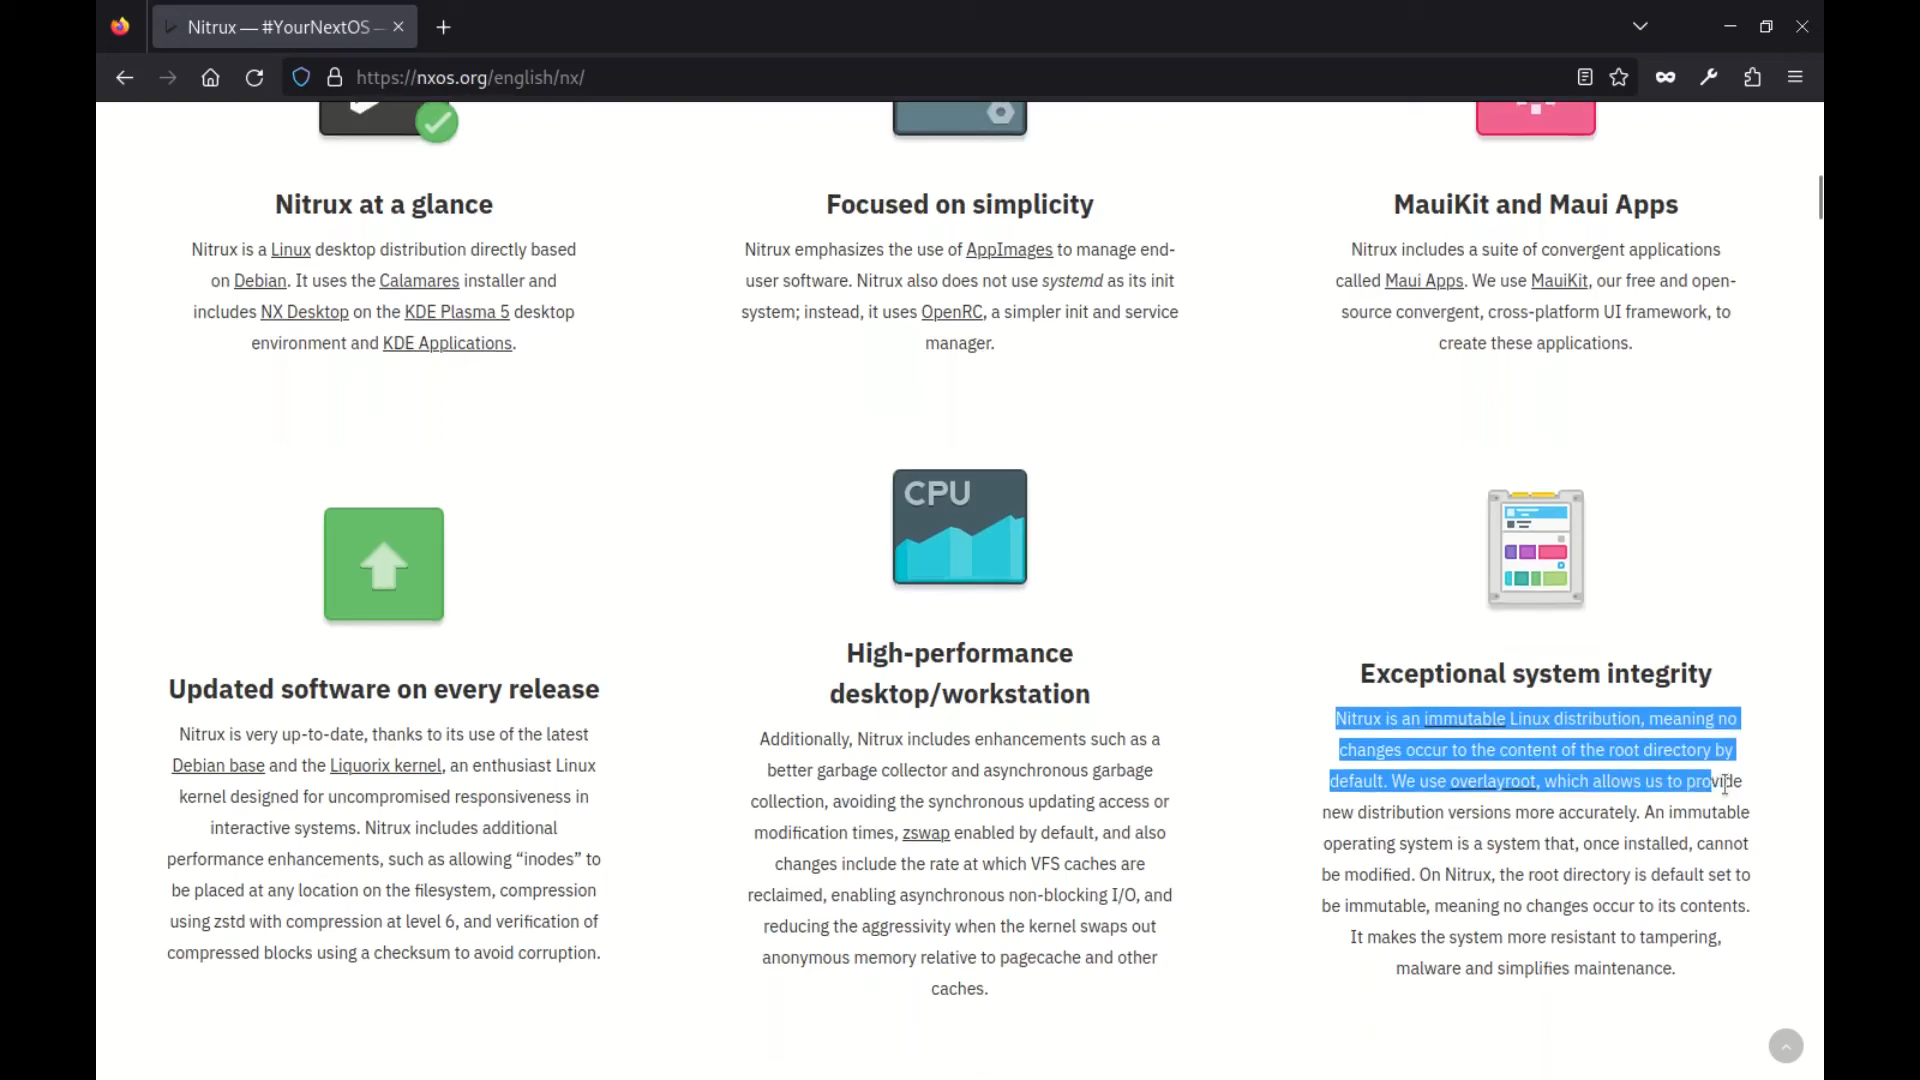 Nitrux — #YourNextOS —
https://nxos.org/english/nx/
Nitrux at a glance
Nitrux is a Linux desktop distribution directly based
on Debian. It uses the Calamares installer and
includes NX Desktop on the KDE Plasma 5 desktop
environment and KDE Applications.
Focused on simplicity
Nitrux emphasizes the use of AppImages to manage end-
user software. Nitrux also does not use systemd as its init
system; instead, it uses OpenRC, a simpler init and service
manager.
MauiKit and Maui Apps
Nitrux includes a suite of convergent applications
called Maui Apps. We use MauiKit, our free and open-
source convergent, cross-platform UI framework, to
create these applications.
Updated software on every release
Nitrux is very up-to-date, thanks to its use of the latest
Debian base and the Liquorix kernel, an enthusiast Linux
kernel designed for uncompromised responsiveness in
interactive systems. Nitrux includes additional
performance enhancements, such as allowing “inodes” to
be placed at any location on the filesystem, compression
using zstd with compression at level 6, and verification of
compressed blocks using a checksum to avoid corruption.
CPU
High-performance
desktop/workstation
Additionally, Nitrux includes enhancements such as a
better garbage collector and asynchronous garbage
collection, avoiding the synchronous updating access or
modification times, zswap enabled by default, and also
changes include the rate at which VFS caches are
reclaimed, enabling asynchronous non-blocking I/O, and
reducing the aggressivity when the kernel swaps out
anonymous memory relative to pagecache and other
caches.
Exceptional system integrity
Nitrux is an immutable Linux distribution, meaning no
changes occur to the content of the root directory by
default. We use overlayroot, which allows us to provide
new distribution versions more accurately. An immutable
operating system is a system that, once installed, cannot
be modified. On Nitrux, the root directory is default set to
be immutable, meaning no changes occur to its contents.
It makes the system more resistant to tampering,
malware and simplifies maintenance.